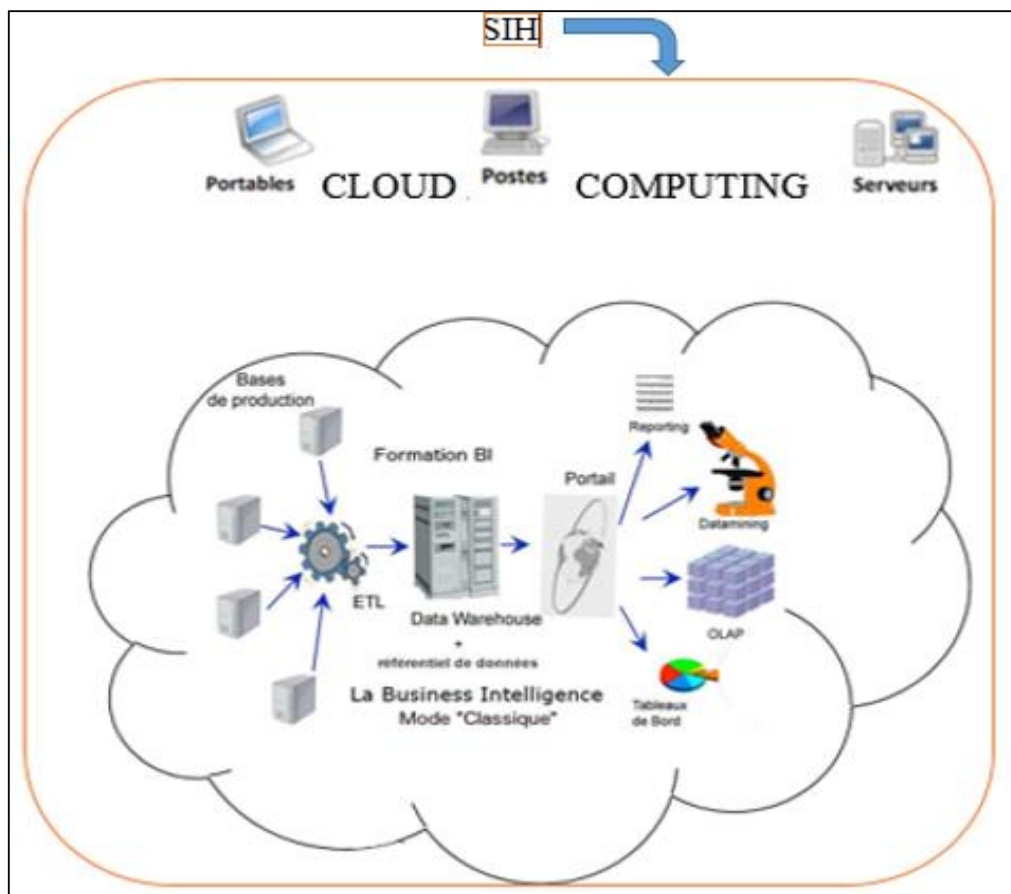 SIH
Portables
CLOUD
Postes
COMPUTING
Serveurs
Bases
de production
Formation BI
Portail
Reporting
Datamining
ETL
Data Warehouse
+
référentiel de données
OLAP
La Business Intelligence
Mode "Classique"
Tableaux
de Bord